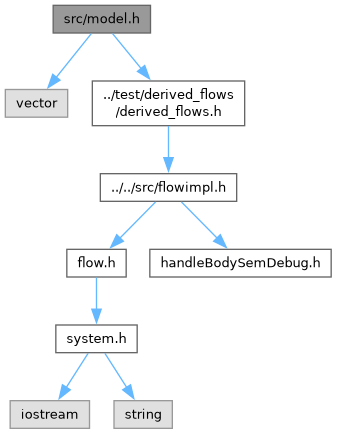 src/model.h
vector
../test/derived_flows
/derived_flows.h
../../src/flowimpl.h
flow.h
handleBodySemDebug.h
system.h
iostream
string